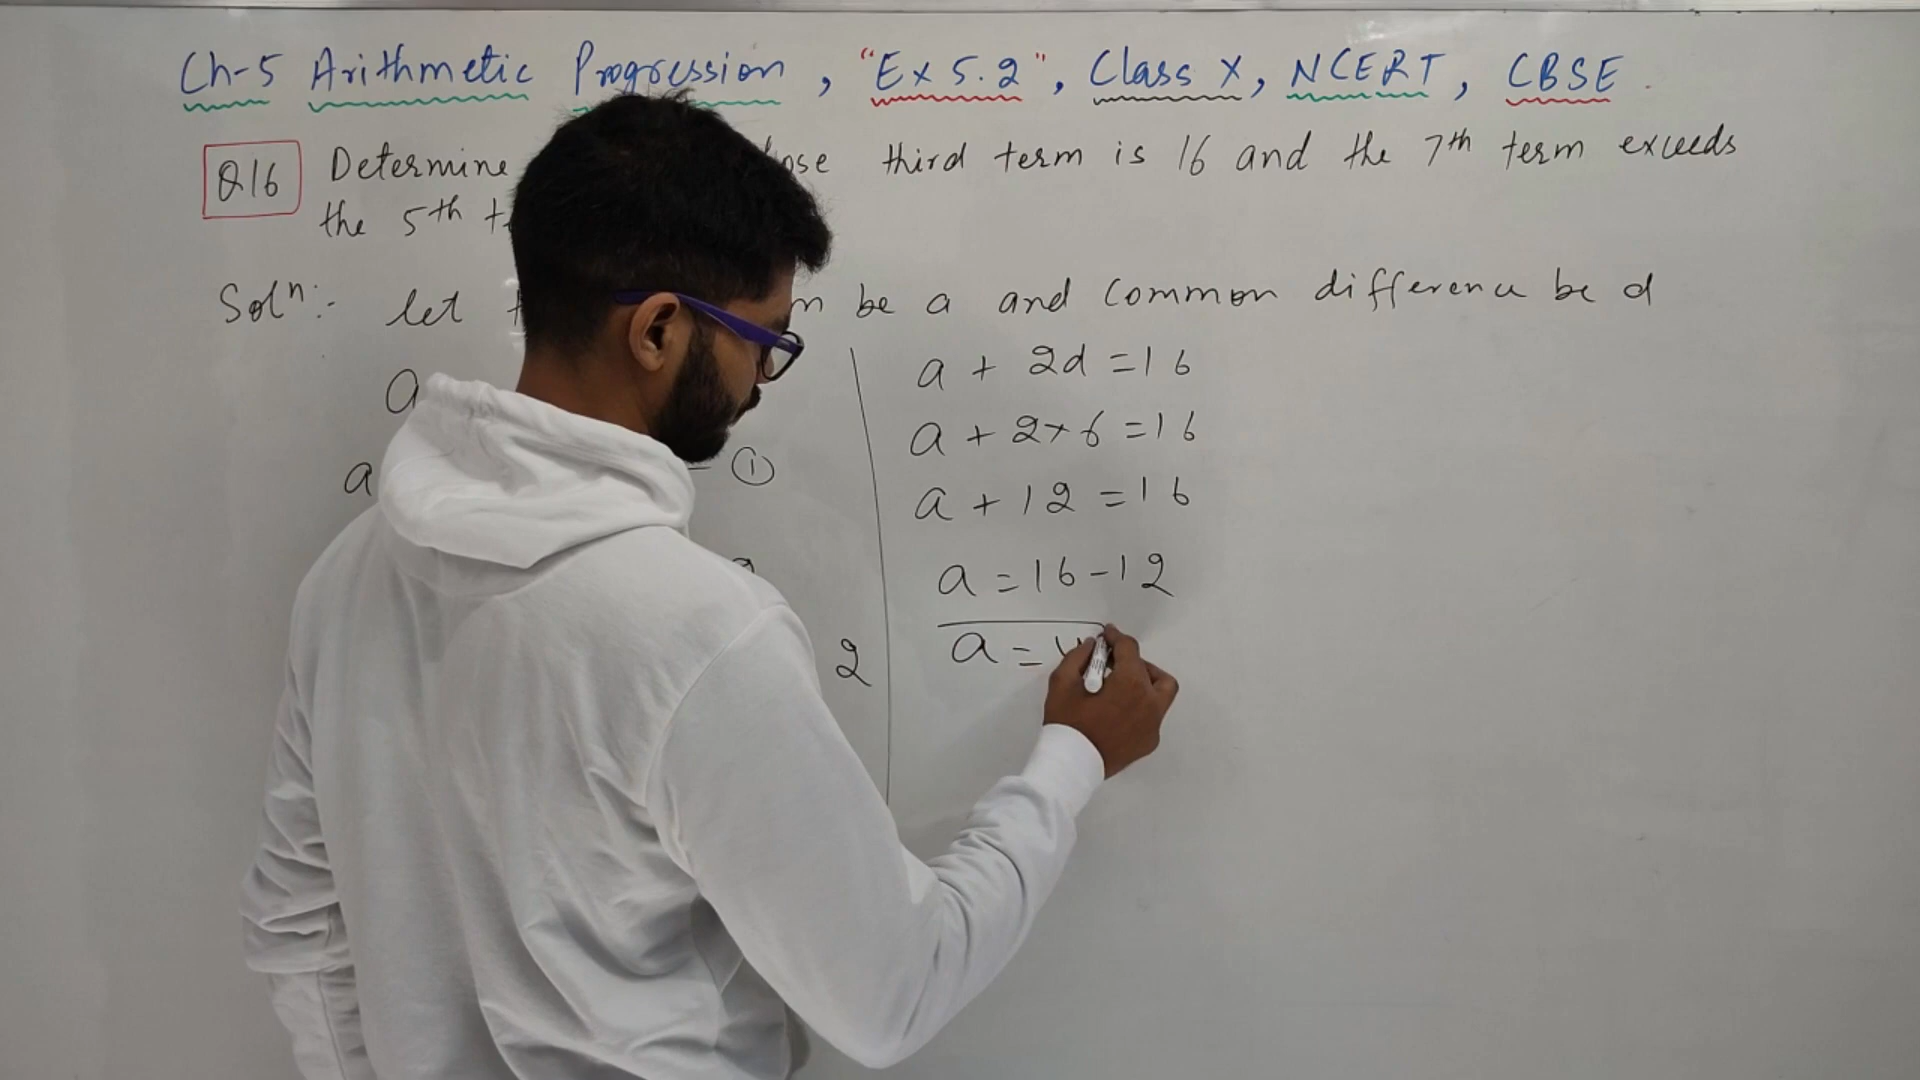 Ch-5 Arithmetic Progression, "Ex 5.2", Class X, NCERT, CBSE.
Q16 Determine third term is 16 and the 7th term exceeds
the 5th
Solⁿ:- let be a and common difference be d
a
a ①
2
a + 2d = 16
a + 2×6 = 16
a + 12 = 16
a = 16-12
a = 4